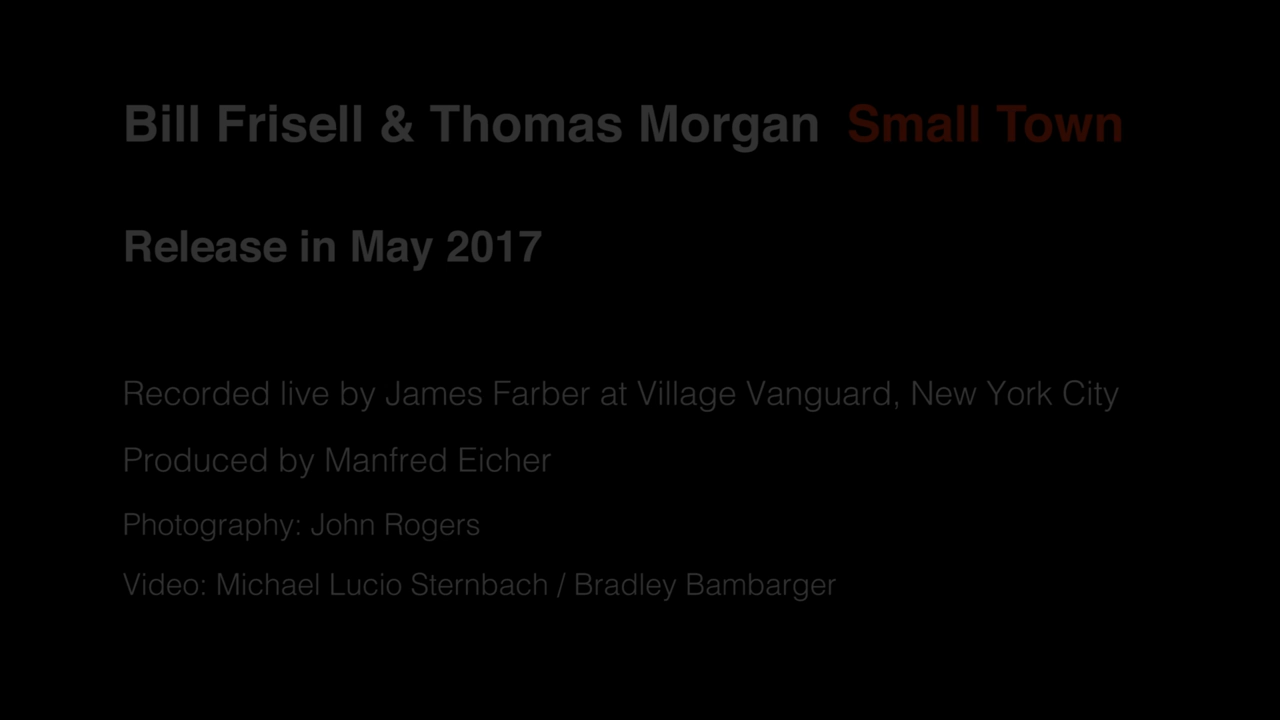 Bill Frisell & Thomas Morgan Small Town
Release in May 2017
Recorded live by James Farber at Village Vanguard, New York City
Produced by Manfred Eicher
Photography: John Rogers
Video: Michael Lucio Sternbach / Bradley Bambarger